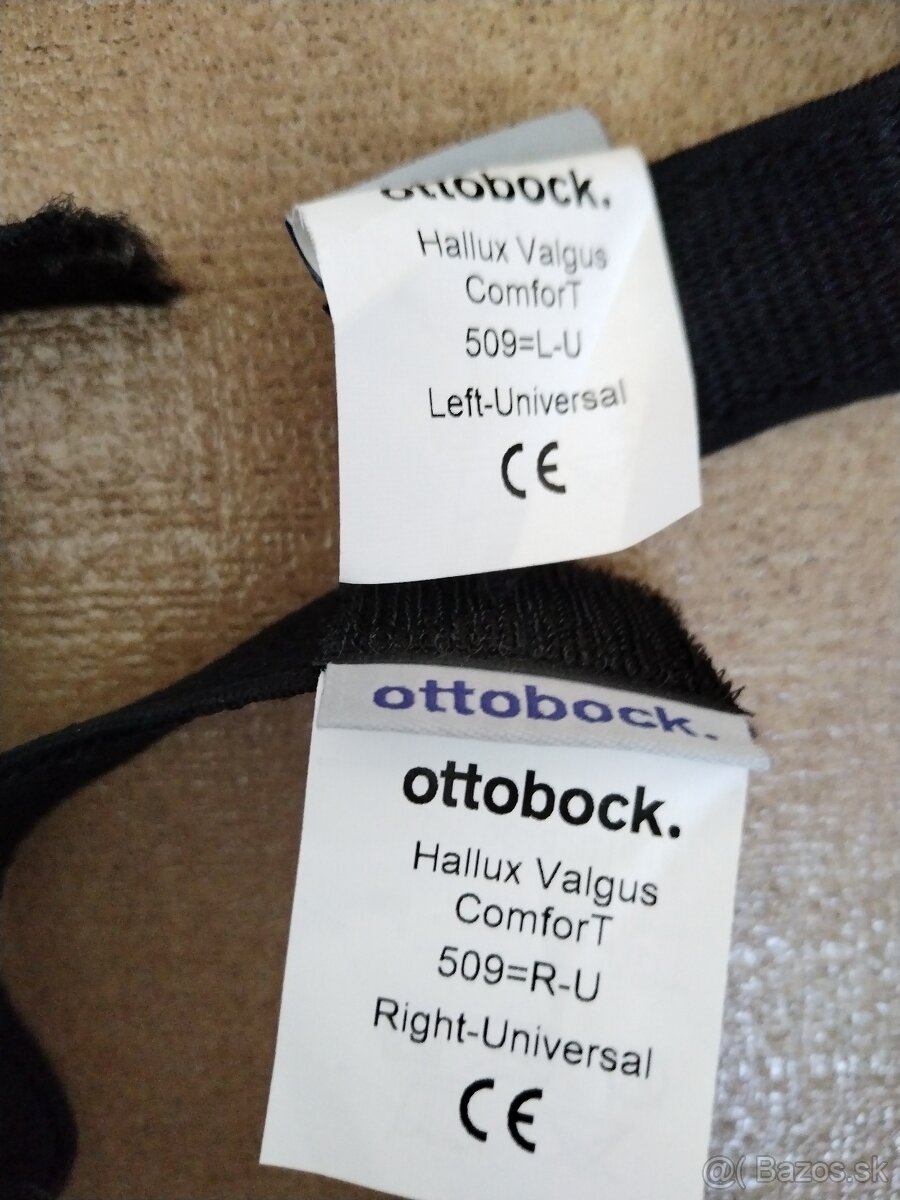 ottobock.
Hallux Valgus
ComforT
509=L-U
Left-Universal
CE
ottobock.
ottobock.
Hallux Valgus
ComforT
509=R-U
Right-Universal
CE
@( Bazos.sk